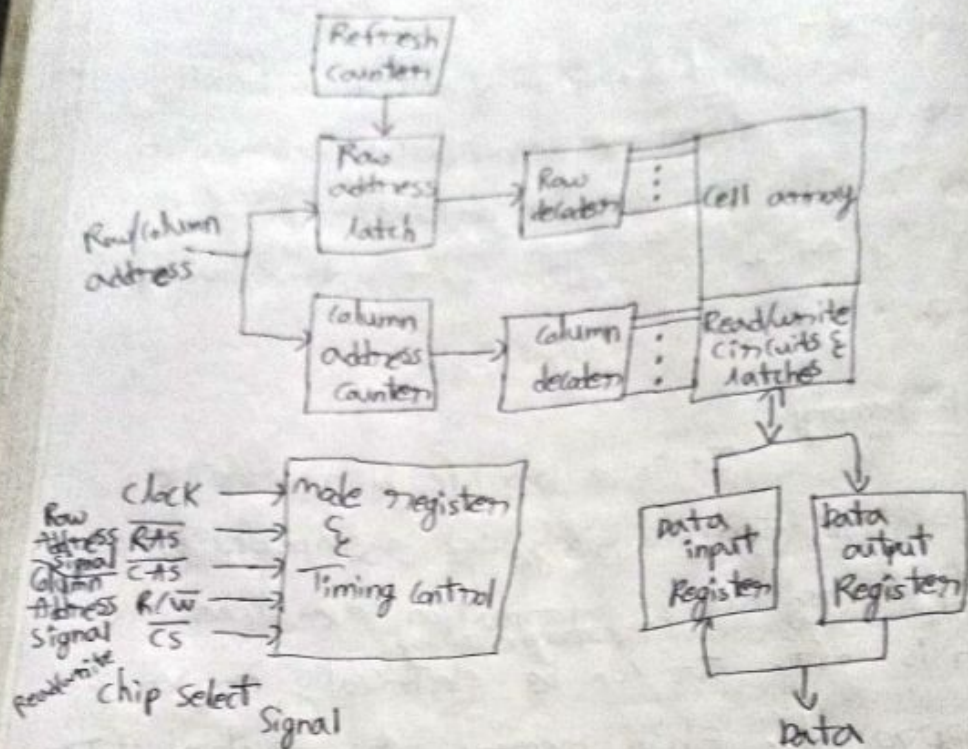 Refresh
counter
Row
address
latch
Row
decoder
Cell array
Row/column
address
Column
address
counter
Column
decoder
Read/write
circuits &
latches
Clock
Row
Address
Signal
RAS
Column
Address
Signal
CAS
R/W
CS
Read/write
Chip select
Signal
mode register
&
Timing control
Data
input
Register
Data
output
Register
Data